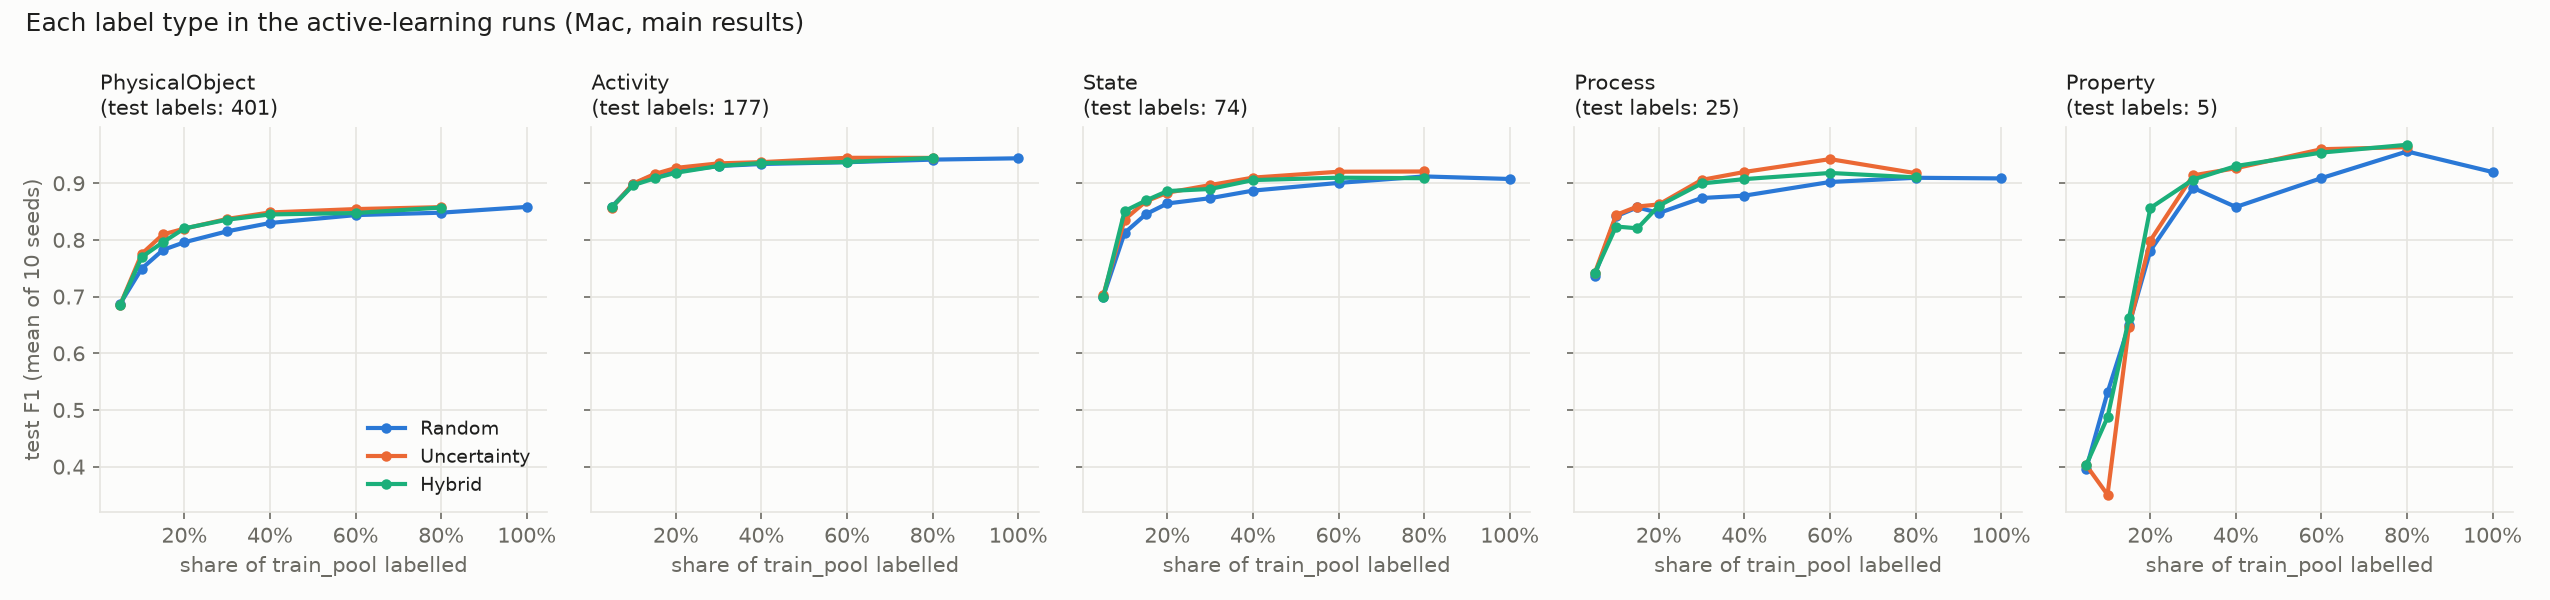 Each label type in the active-learning runs (Mac, main results)
PhysicalObject
(test labels: 401)
Activity
(test labels: 177)
State
(test labels: 74)
Process
(test labels: 25)
Property
(test labels: 5)
test F1 (mean of 10 seeds)
0.9
0.8
0.7
0.6
0.5
0.4
Random
Uncertainty
Hybrid
20% 40% 60% 80% 100%
20% 40% 60% 80% 100%
20% 40% 60% 80% 100%
20% 40% 60% 80% 100%
20% 40% 60% 80% 100%
share of train_pool labelled
share of train_pool labelled
share of train_pool labelled
share of train_pool labelled
share of train_pool labelled